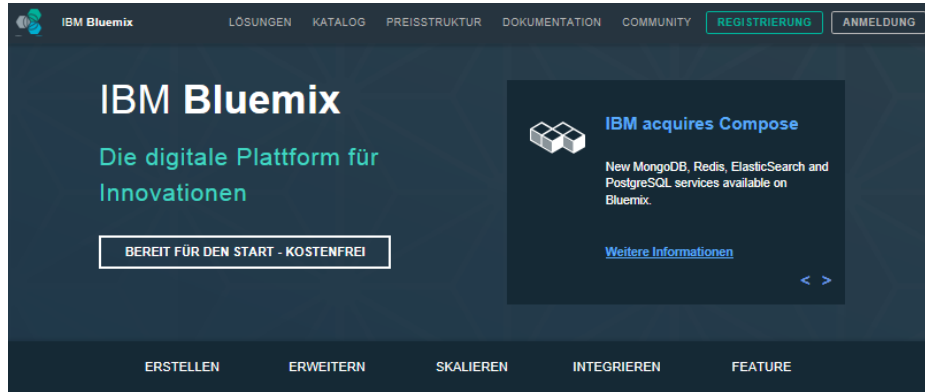 IBM Bluemix LÖSUNGEN KATALOG PREISSTRUKTUR DOKUMENTATION COMMUNITY REGISTRIERUNG ANMELDUNG
IBM Bluemix
Die digitale Plattform für
Innovationen
BEREIT FÜR DEN START - KOSTENFREI
IBM acquires Compose
New MongoDB, Redis, ElasticSearch and
PostgreSQL services available on
Bluemix.
Weitere Informationen
< >
ERSTELLEN ERWEITERN SKALIEREN INTEGRIEREN FEATURE